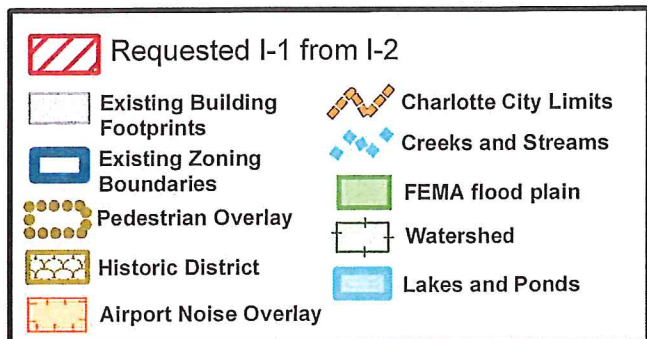 Requested I-1 from I-2
Existing Building
Footprints
Existing Zoning
Boundaries
Pedestrian Overlay
Historic District
Airport Noise Overlay
Charlotte City Limits
Creeks and Streams
FEMA flood plain
Watershed
Lakes and Ponds